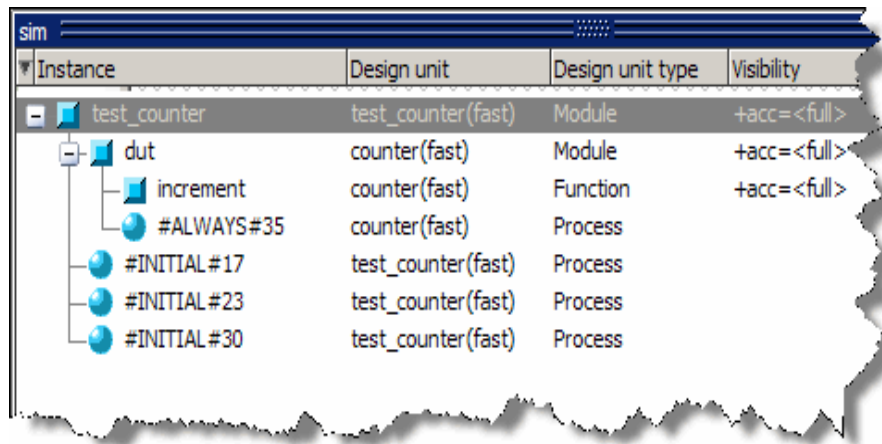 sim
Instance Design unit Design unit type Visibility
test_counter test_counter(fast) Module +acc=<full>
dut counter(fast) Module +acc=<full>
increment counter(fast) Function +acc=<full>
#ALWAYS#35 counter(fast) Process
#INITIAL#17 test_counter(fast) Process
#INITIAL#23 test_counter(fast) Process
#INITIAL#30 test_counter(fast) Process